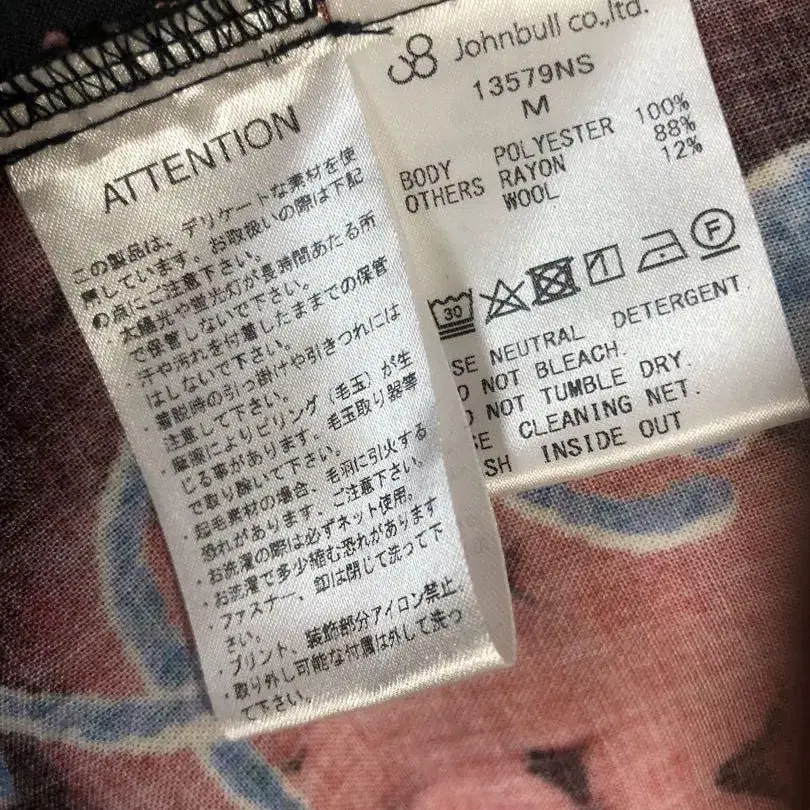 ATTENTION
この製品は、デリケートな素材を使
用しています。お取扱いの際は下記
の点にご注意下さい。
・太陽光や蛍光灯が長時間あたる所
で保管しないで下さい。
・汗や汚れを付着したままでの保管
はしないで下さい。
・着脱時の引っ掛けや引きつれには
注意して下さい。
・摩擦によりピリング(毛玉)が生
じる事があります。毛玉取り器等
で取り除いて下さい。
・起毛素材の場合、毛羽に引火する
恐れがあります。ご注意下さい。
・お洗濯の際は必ずネット使用。
・お洗濯で多少縮む恐れがあります
・ファスナー、釦は閉じて洗って下
さい。
・プリント、装飾部分アイロン禁止。
・取り外し可能な付属は外して洗っ
て下さい。
Johnbull co.,ltd.
13579NS
M
BODY POLYESTER 100%
OTHERS RAYON 88%
WOOL 12%
30 F
SE NEUTRAL DETERGENT.
NOT BLEACH.
NOT TUMBLE DRY.
SE CLEANING NET.
SH INSIDE OUT